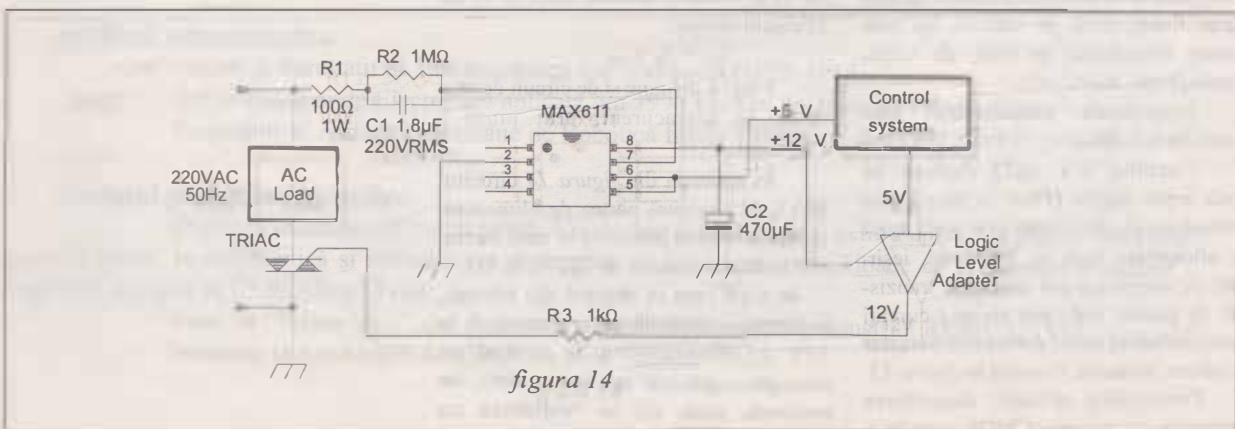 R1
100Ω
1W
R2 1MΩ
C1 1,8µF
220VRMS
MAX611
1
2
3
4
8
7
6
5
+5 V
+12 V
Control
system
220VAC
50Hz
AC
Load
TRIAC
C2
470µF
5V
Logic
Level
Adapter
12V
R3 1kΩ
figura 14